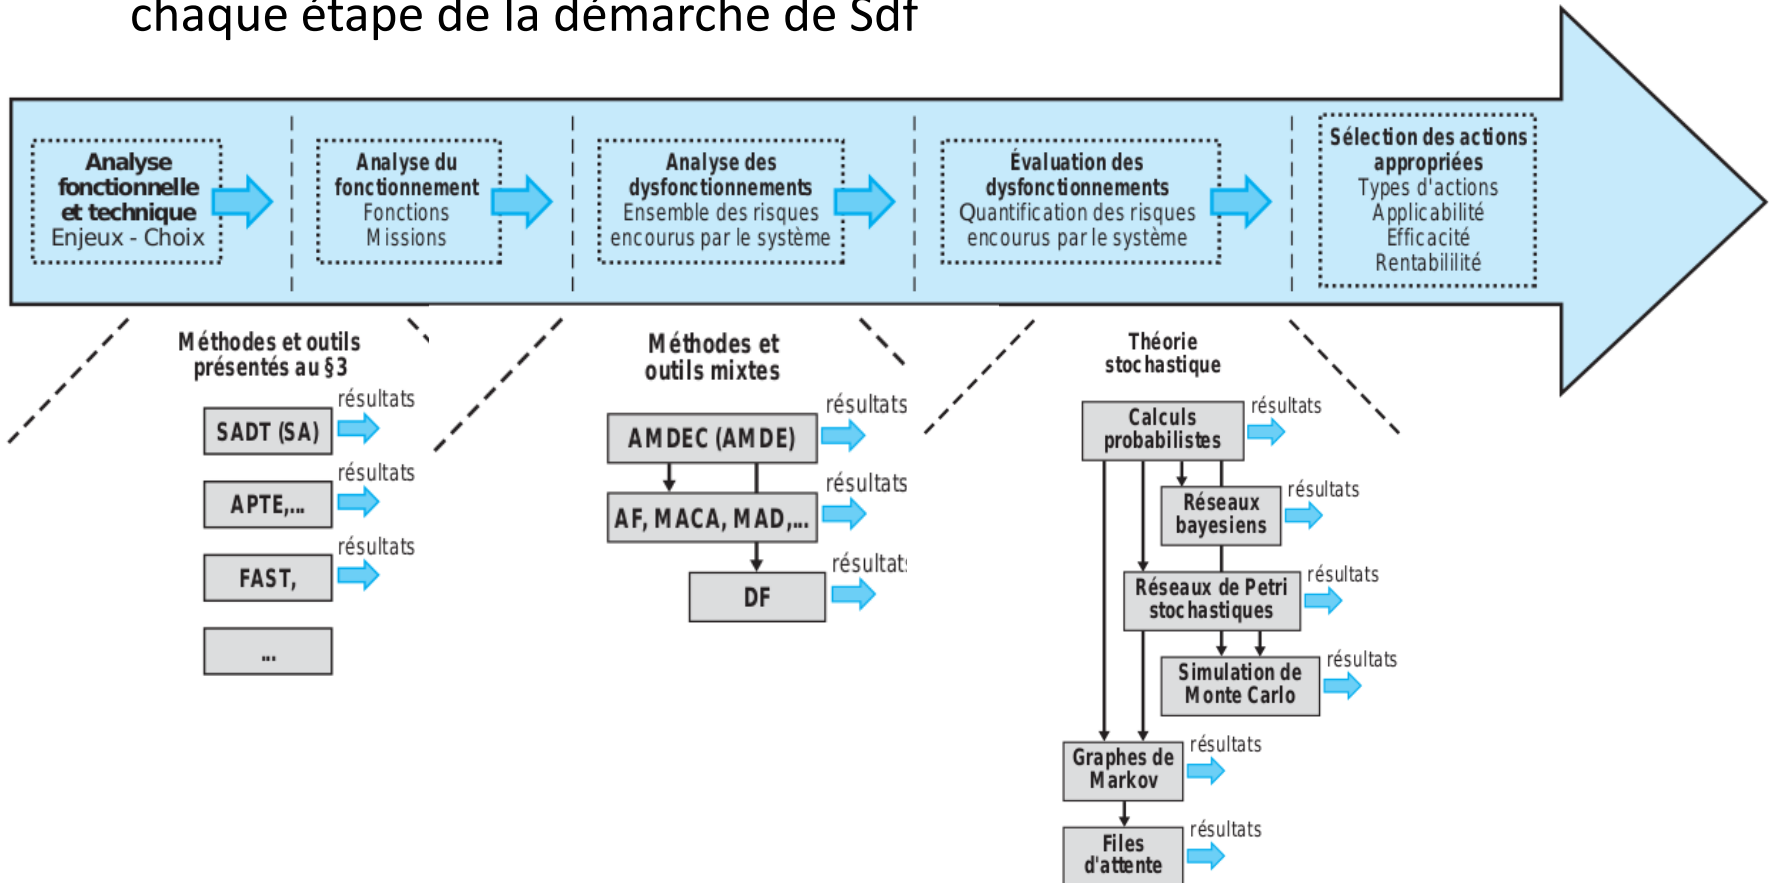 chaque étape de la démarche de Sdf
Analyse
fonctionnelle
et technique
Enjeux - Choix
Analyse du
fonctionnement
Fonctions
Missions
Analyse des
dysfonctionnements
Ensemble des risques
encourus par le système
Évaluation des
dysfonctionnements
Quantification des risques
encourus par le système
Sélection des actions
appropriées
Types d'actions
Applicabilité
Efficacité
Rentabililité
Méthodes et outils
présentés au §3
résultats
SADT (SA)
résultats
APTE,...
résultats
FAST,
...
Méthodes et
outils mixtes
résultats
AMDEC (AMDE)
résultats
AF, MACA, MAD,...
résultats
DF
Théorie
stochastique
Calculs
probabilistes
résultats
Réseaux
bayesiens
résultats
Réseaux de Petri
stochastiques
résultats
Simulation de
Monte Carlo
résultats
Graphes de
Markov
résultats
Files
d'attente
résultats